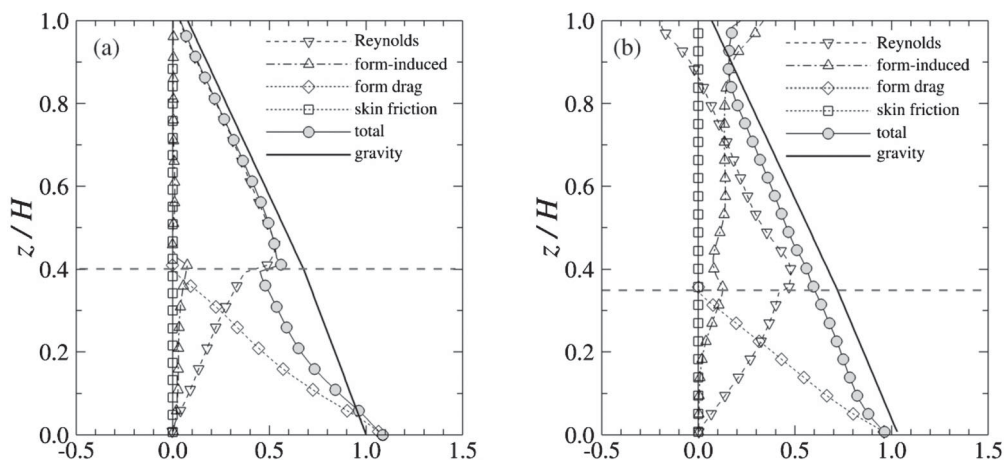 (a)
Reynolds
form-induced
form drag
skin friction
total
gravity
z / H
1.0
0.8
0.6
0.4
0.2
0.0
-0.5 0.0 0.5 1.0 1.5
(b)
Reynolds
form-induced
form drag
skin friction
total
gravity
z / H
1.0
0.8
0.6
0.4
0.2
0.0
-0.5 0.0 0.5 1.0 1.5